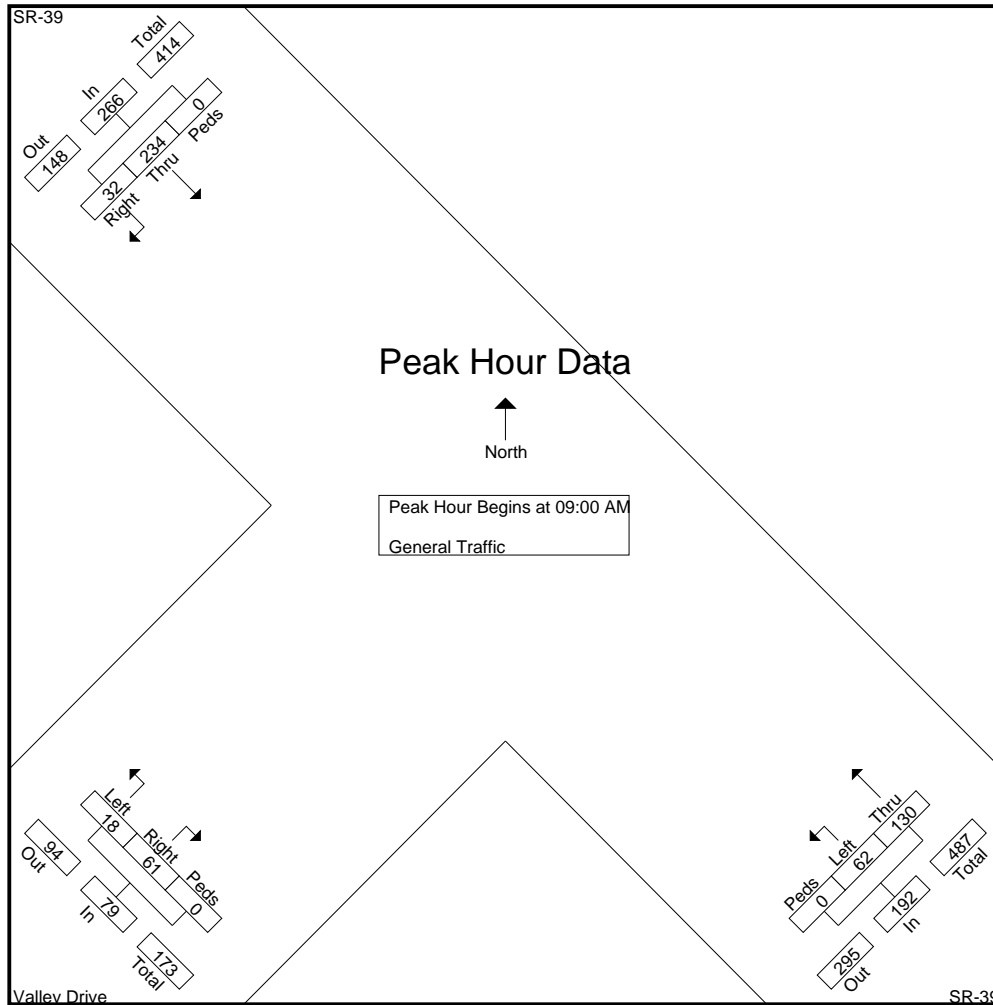 SR-39
Out In Total
148 266 414
32 234 0
Right Thru Peds
Peak Hour Data
North
Peak Hour Begins at 09:00 AM
General Traffic
Left Right Peds
18 61 0
94 79 173
Out In Total
Valley Drive
Peds Left Thru
0 62 130
295 192 487
Out In Total
SR-39